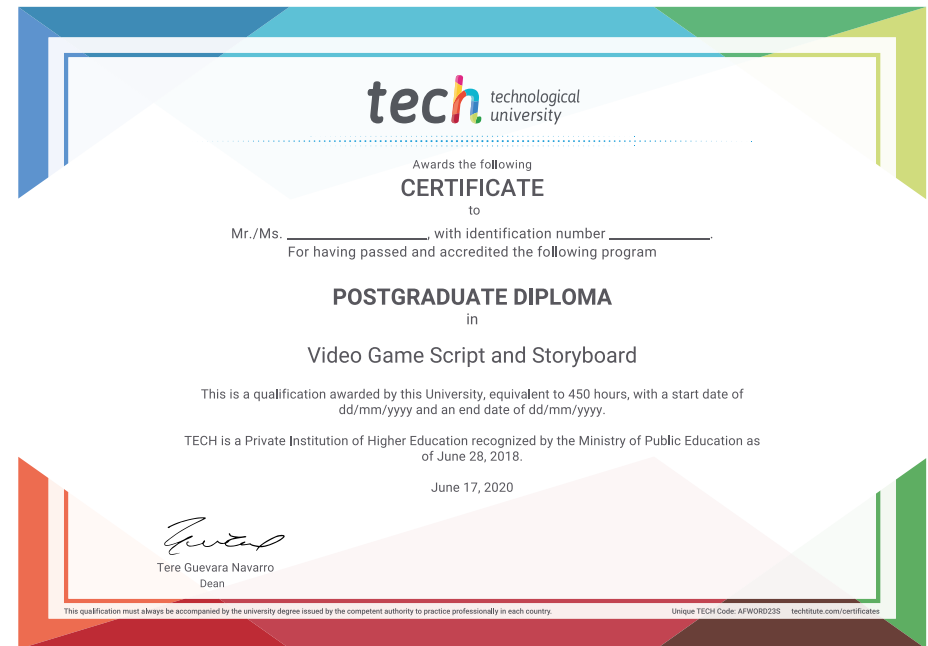 tech technological
university
Awards the following
CERTIFICATE
to
Mr./Ms. ____________________, with identification number ______________.
For having passed and accredited the following program
POSTGRADUATE DIPLOMA
in
Video Game Script and Storyboard
This is a qualification awarded by this University, equivalent to 450 hours, with a start date of
dd/mm/yyyy and an end date of dd/mm/yyyy.
TECH is a Private Institution of Higher Education recognized by the Ministry of Public Education as
of June 28, 2018.
June 17, 2020
Tere Guevara Navarro
Dean
This qualification must always be accompanied by the university degree issued by the competent authority to practice professionally in each country.
Unique TECH Code: AFWORD23S techtitute.com/certificates